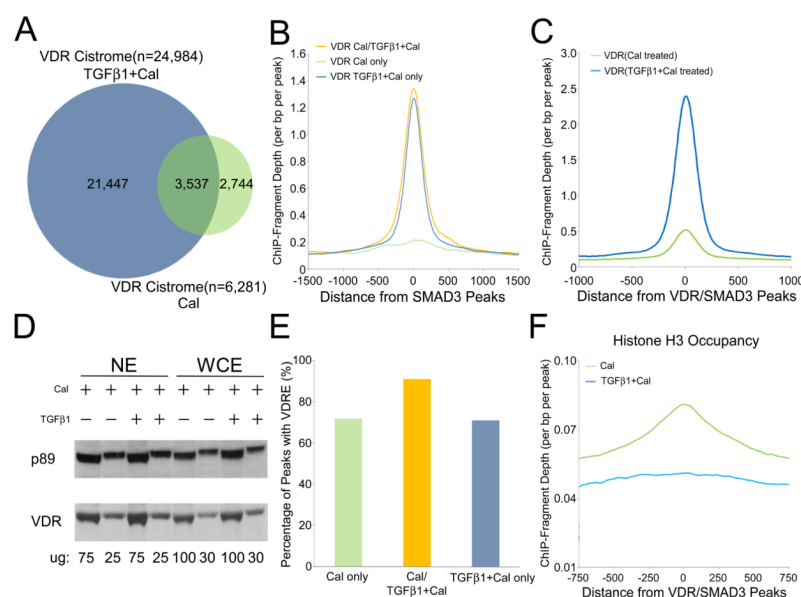 A
VDR Cistrome(n=24,984)
TGFβ1+Cal
21,447
3,537
2,744
VDR Cistrome(n=6,281)
Cal
B
VDR Cal/TGFβ1+Cal
VDR Cal only
VDR TGFβ1+Cal only
ChIP-Fragment Depth (per bp per peak)
1.6
1.4
1.2
1.0
0.8
0.6
0.4
0.2
0
-1500 -1000 -500 0 500 1000 1500
Distance from SMAD3 Peaks
C
VDR(Cal treated)
VDR(TGFβ1+Cal treated)
ChIP-Fragment Depth (per bp per peak)
3.0
2.5
2.0
1.5
1.0
0.5
0
-1000 -500 0 500 1000
Distance from VDR/SMAD3 Peaks
D
NE WCE
Cal + + + + + + + +
TGFβ1 − − + + − − + +
p89
VDR
ug: 75 25 75 25 100 30 100 30
E
Percentage of Peaks with VDRE (%)
100
80
60
40
20
0
Cal only
Cal/
TGFβ1+Cal
TGFβ1+Cal only
F
Histone H3 Occupancy
Cal
TGFβ1+Cal
ChIP-Fragment Depth (per bp per peak)
0.10
0.07
0.04
0.01
-750 -500 -250 0 250 500 750
Distance from VDR/SMAD3 Peaks